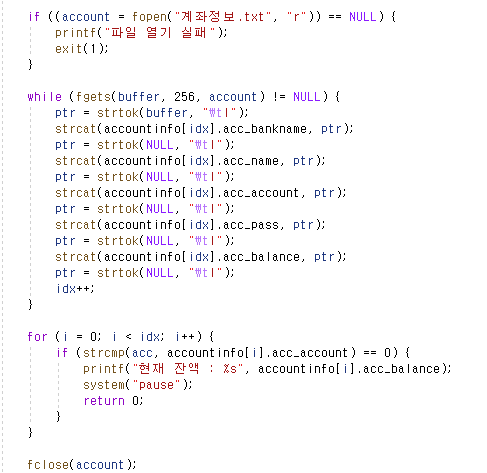 if ((account = fopen("계좌정보.txt", "r")) == NULL) {
printf("파일 열기 실패");
exit(1);
}
while (fgets(buffer, 256, account) != NULL) {
ptr = strtok(buffer, "₩t|");
strcat(accountinfo[idx].acc_bankname, ptr);
ptr = strtok(NULL, "₩t|");
strcat(accountinfo[idx].acc_name, ptr);
ptr = strtok(NULL, "₩t|");
strcat(accountinfo[idx].acc_account, ptr);
ptr = strtok(NULL, "₩t|");
strcat(accountinfo[idx].acc_pass, ptr);
ptr = strtok(NULL, "₩t|");
strcat(accountinfo[idx].acc_balance, ptr);
ptr = strtok(NULL, "₩t|");
idx++;
}
for (i = 0; i < idx; i++) {
if (strcmp(acc, accountinfo[i].acc_account) == 0) {
printf("현재 잔액 : %s", accountinfo[i].acc_balance);
system("pause");
return 0;
}
}
fclose(account);